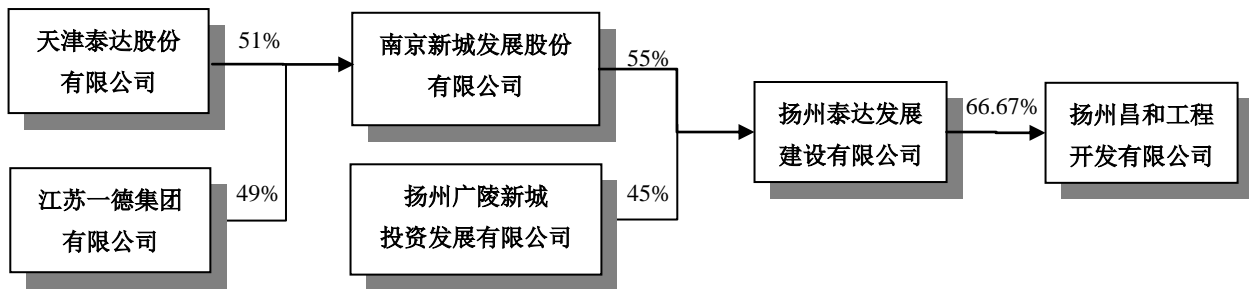 天津泰达股份
有限公司
51%
南京新城发展股份
有限公司
55%
扬州泰达发展
建设有限公司
66.67%
扬州昌和工程
开发有限公司
江苏一德集团
有限公司
49%
扬州广陵新城
投资发展有限公司
45%